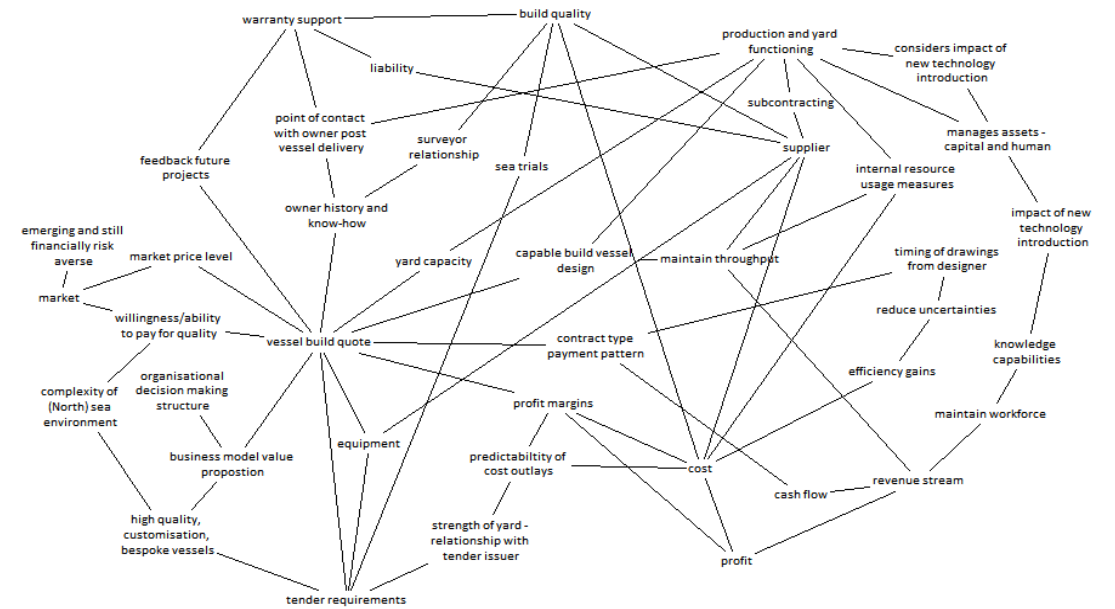 warranty support
build quality
production and yard
functioning
considers impact of
new technology
introduction
liability
subcontracting
point of contact
with owner post
vessel delivery
surveyor
relationship
manages assets -
capital and human
supplier
feedback future
projects
sea trials
internal resource
usage measures
owner history and
know-how
impact of new
technology
introduction
emerging and still
financially risk
averse
market price level
yard capacity
capable build vessel
design
maintain throughput
timing of drawings
from designer
market
willingness/ability
to pay for quality
reduce uncertainties
vessel build quote
contract type
payment pattern
knowledge
capabilities
organisational
decision making
structure
efficiency gains
complexity of
(North) sea
environment
profit margins
maintain workforce
equipment
business model value
propostion
predictabiltity of
cost outlays
cost
revenue stream
cash flow
high quality,
customisation,
bespoke vessels
strength of yard -
relationship with
tender issuer
profit
tender requirements